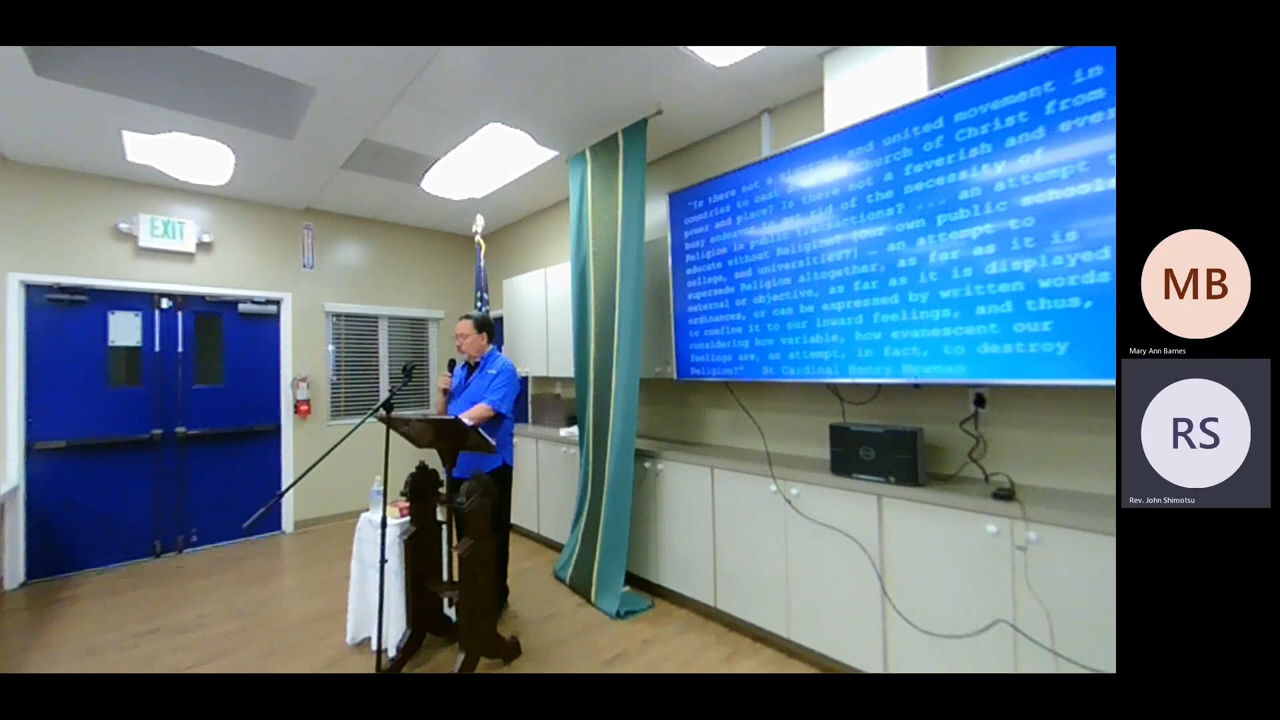 EXIT
"Is there not a and united movement in
countries to cast Church of Christ from
power and place? Is there not a feverish and ever
busy endeavor to get rid of the necessity of
Religion in public transactions? --- an attempt t
educate without Religion? (Our own public schools
college, and universities?) — an attempt to
supersede Religion altogether, as far as it is
external or objective, as far as it is displayed
ordinances, or can be expressed by written words
to confine it to our inward feelings, and thus,
considering how variable, how evanescent our
feelings are, an attempt, in fact, to destroy
Religion?" St Cardinal Henry Newman
DELL
MB
Mary Ann Barnes
RS
Rev. John Shimotsu